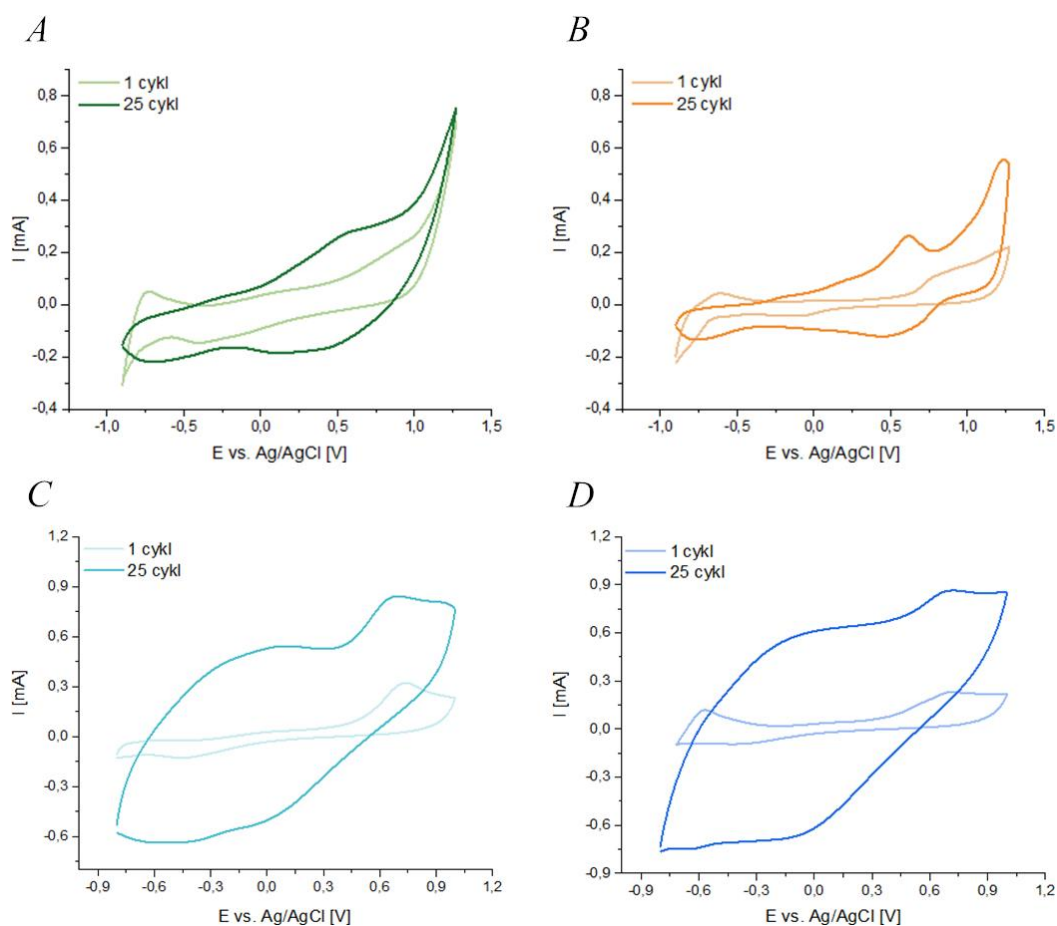 A
1 cykl
25 cykl
0,8
0,6
0,4
0,2
0,0
-0,2
-0,4
I [mA]
-1,0 -0,5 0,0 0,5 1,0 1,5
E vs. Ag/AgCl [V]
B
1 cykl
25 cykl
0,8
0,6
0,4
0,2
0,0
-0,2
-0,4
I [mA]
-1,0 -0,5 0,0 0,5 1,0 1,5
E vs. Ag/AgCl [V]
C
1 cykl
25 cykl
1,2
0,9
0,6
0,3
0,0
-0,3
-0,6
I [mA]
-0,9 -0,6 -0,3 0,0 0,3 0,6 0,9 1,2
E vs. Ag/AgCl [V]
D
1 cykl
25 cykl
1,2
0,9
0,6
0,3
0,0
-0,3
-0,6
-0,9
I [mA]
-0,9 -0,6 -0,3 0,0 0,3 0,6 0,9 1,2
E vs. Ag/AgCl [V]